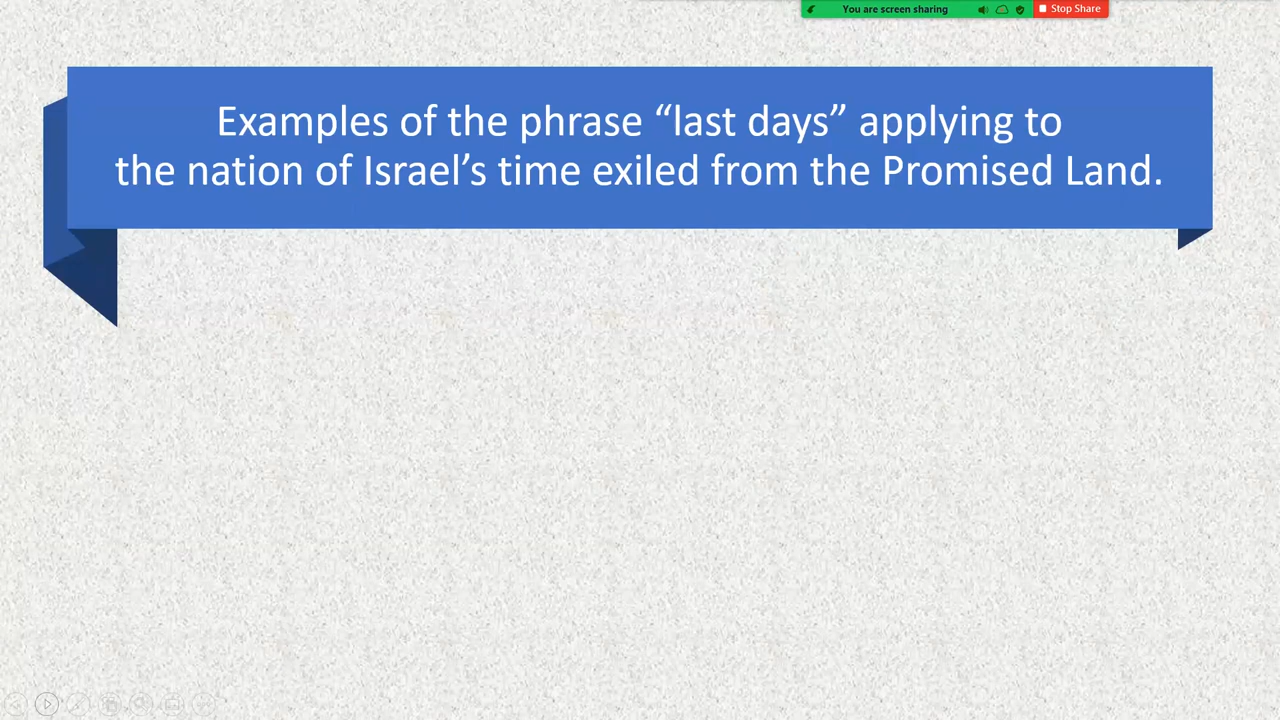 You are screen sharing
Stop Share
Examples of the phrase “last days” applying to
the nation of Israel’s time exiled from the Promised Land.